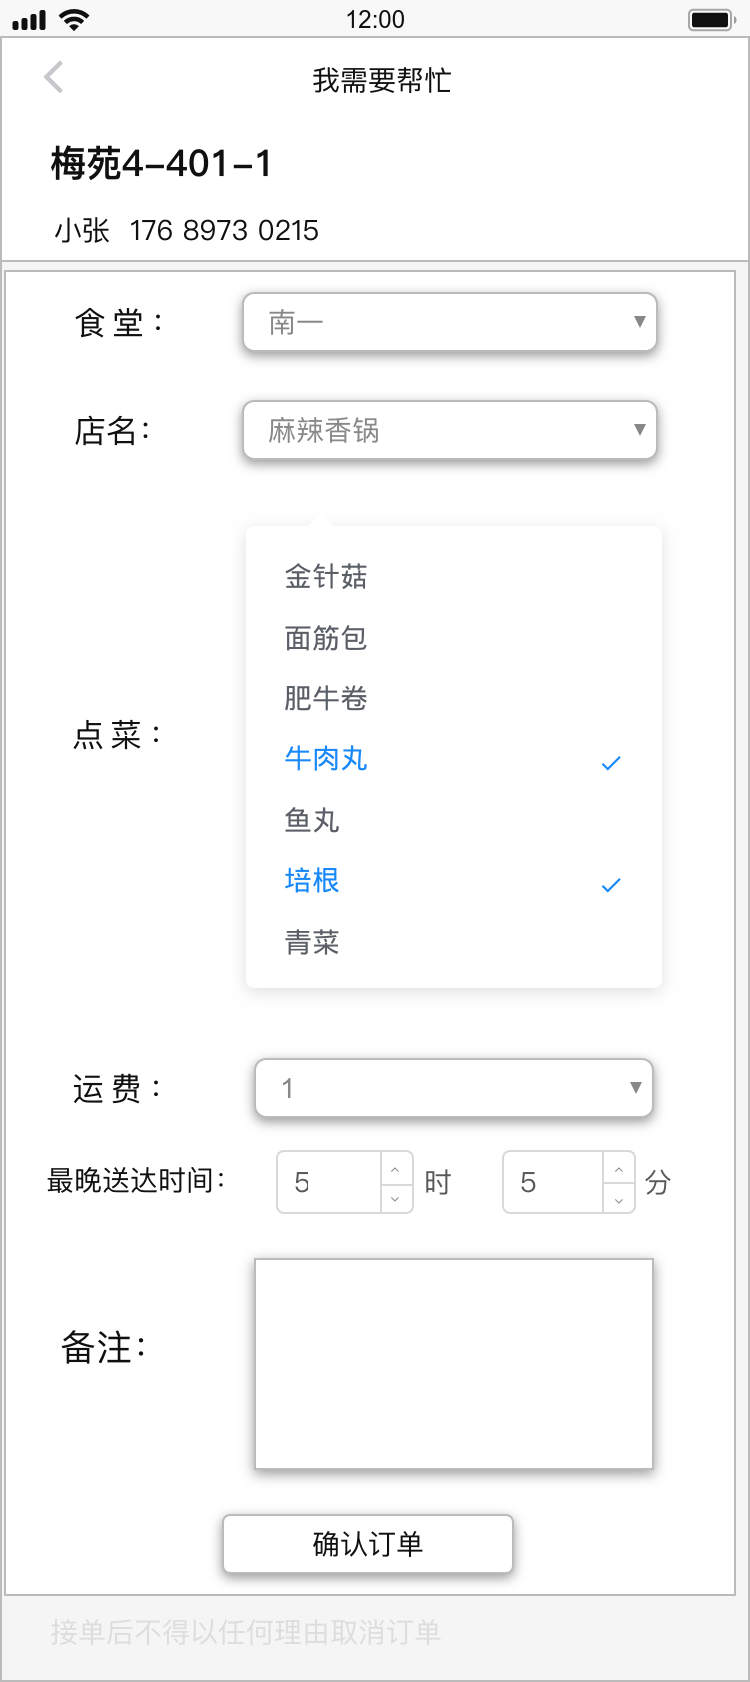 12:00
我需要帮忙
梅苑4-401-1
小张 176 8973 0215
食 堂：
南一
店名：
麻辣香锅
金针菇
面筋包
肥牛卷
点 菜：
牛肉丸
鱼丸
培根
青菜
运 费：
1
最晚送达时间： 5 时 5 分
备注：
确认订单
接单后不得以任何理由取消订单